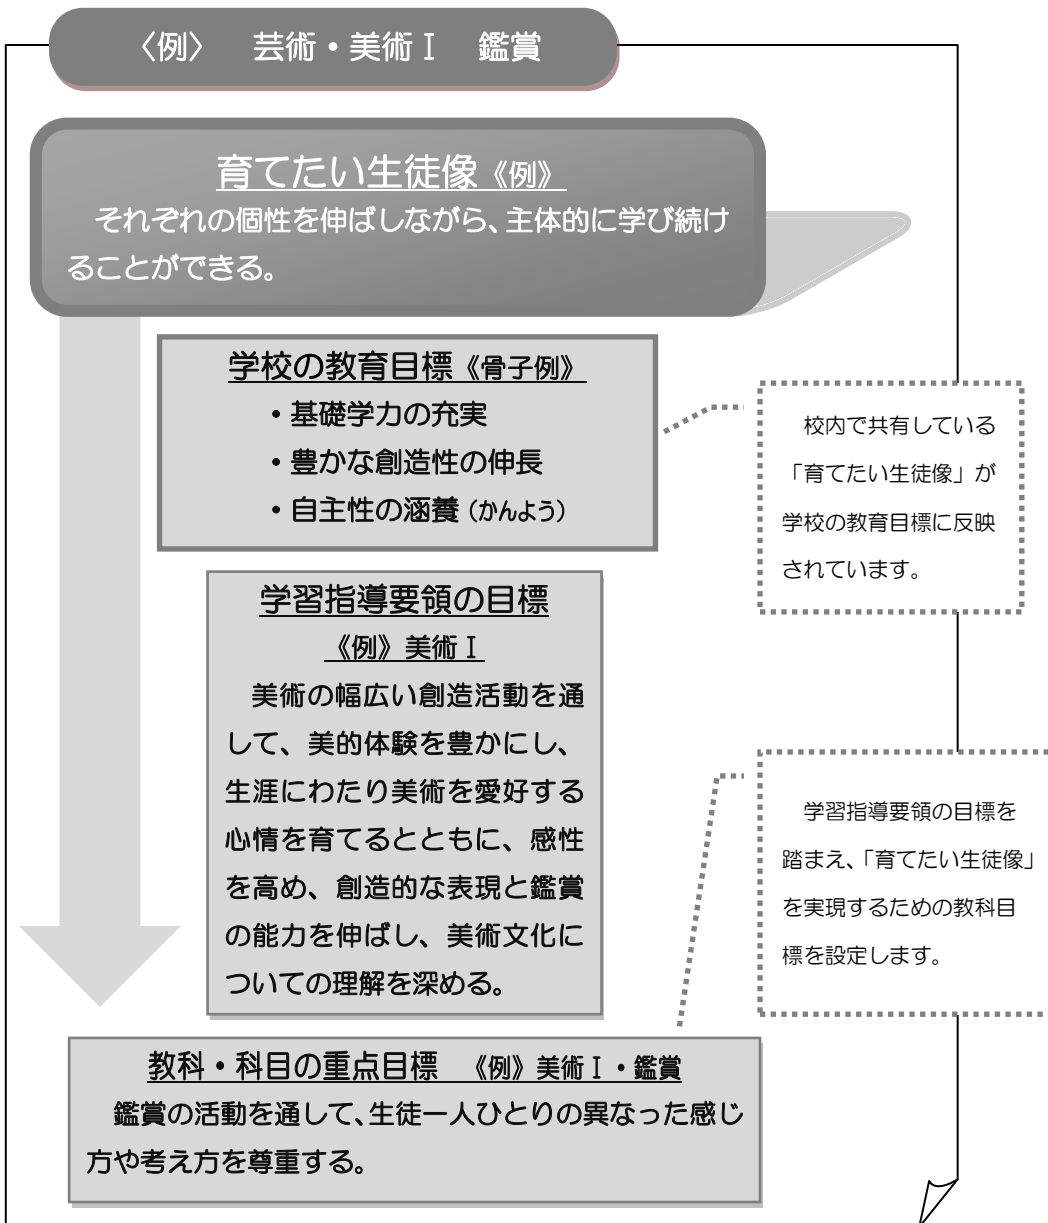 〈例〉 芸術・美術Ⅰ 鑑賞
育てたい生徒像《例》
それぞれの個性を伸ばしながら、主体的に学び続け
ることができる。
学校の教育目標《骨子例》
・基礎学力の充実
・豊かな創造性の伸長
・自主性の涵養（かんよう）
校内で共有している
「育てたい生徒像」が
学校の教育目標に反映
されています。
学習指導要領の目標
《例》美術Ⅰ
美術の幅広い創造活動を通
して、美的体験を豊かにし、
生涯にわたり美術を愛好する
心情を育てるとともに、感性
を高め、創造的な表現と鑑賞
の能力を伸ばし、美術文化に
ついての理解を深める。
学習指導要領の目標を
踏まえ、「育てたい生徒像」
を実現するための教科目
標を設定します。
教科・科目の重点目標 《例》美術Ⅰ・鑑賞
鑑賞の活動を通して、生徒一人ひとりの異なった感じ
方や考え方を尊重する。